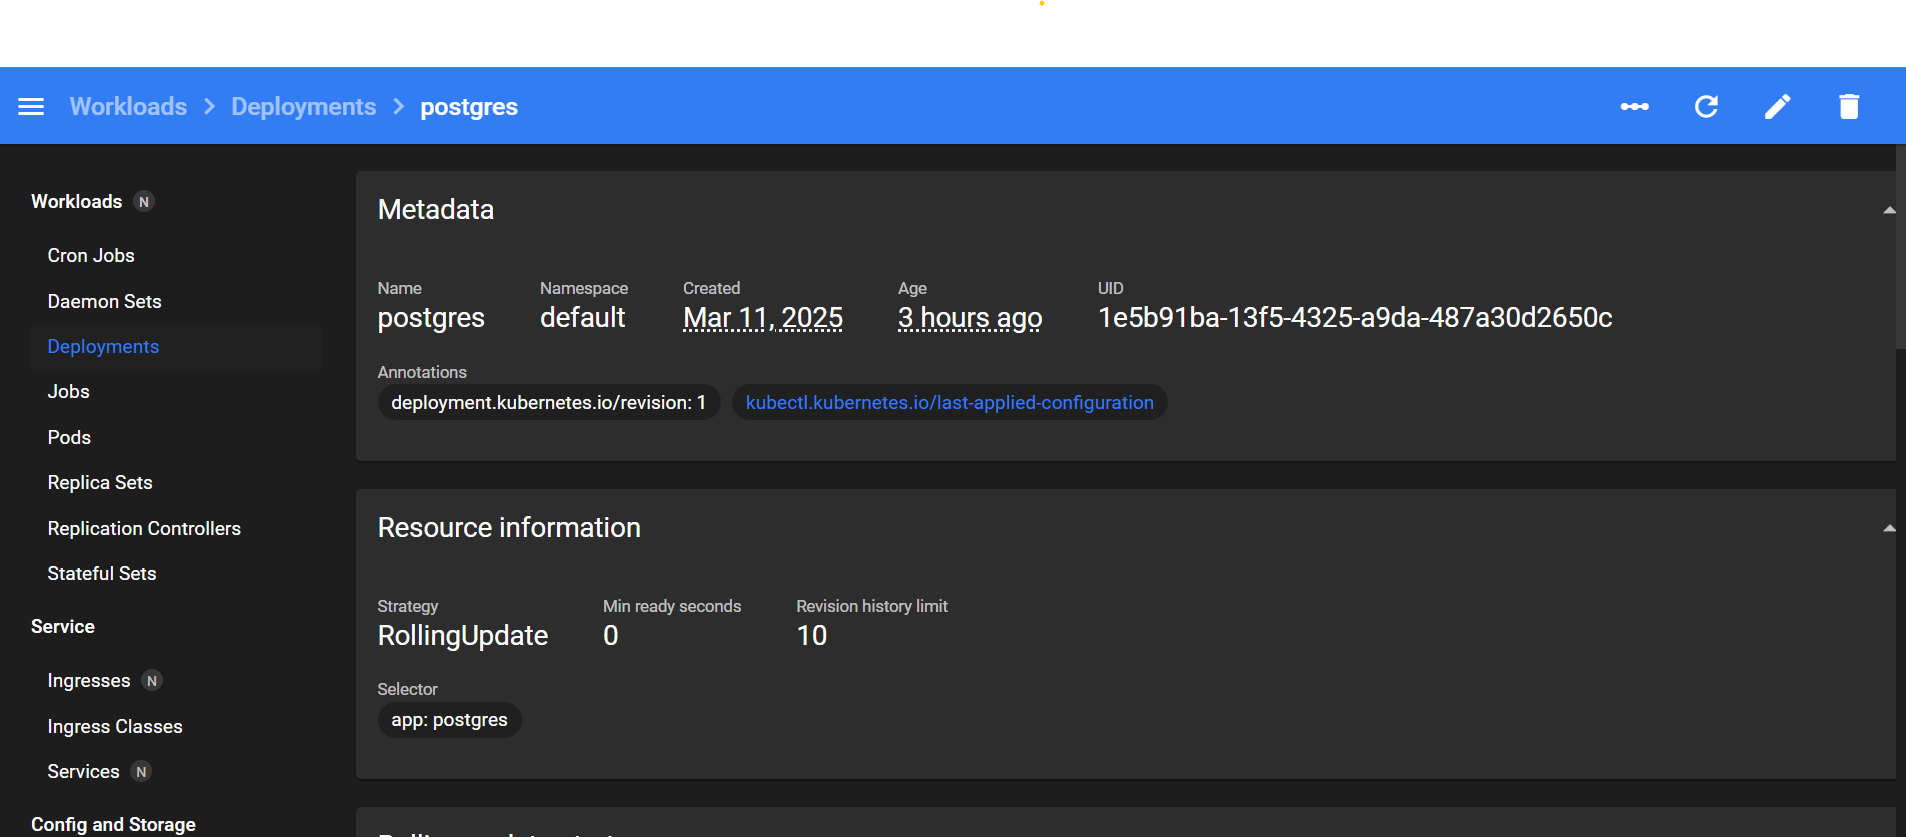 Workloads > Deployments > postgres
Workloads N
Cron Jobs
Daemon Sets
Deployments
Jobs
Pods
Replica Sets
Replication Controllers
Stateful Sets
Service
Ingresses N
Ingress Classes
Services N
Config and Storage
Metadata
Name Namespace Created Age UID
postgres default Mar 11, 2025 3 hours ago 1e5b91ba-13f5-4325-a9da-487a30d2650c
Annotations
deployment.kubernetes.io/revision: 1 kubectl.kubernetes.io/last-applied-configuration
Resource information
Strategy Min ready seconds Revision history limit
RollingUpdate 0 10
Selector
app: postgres